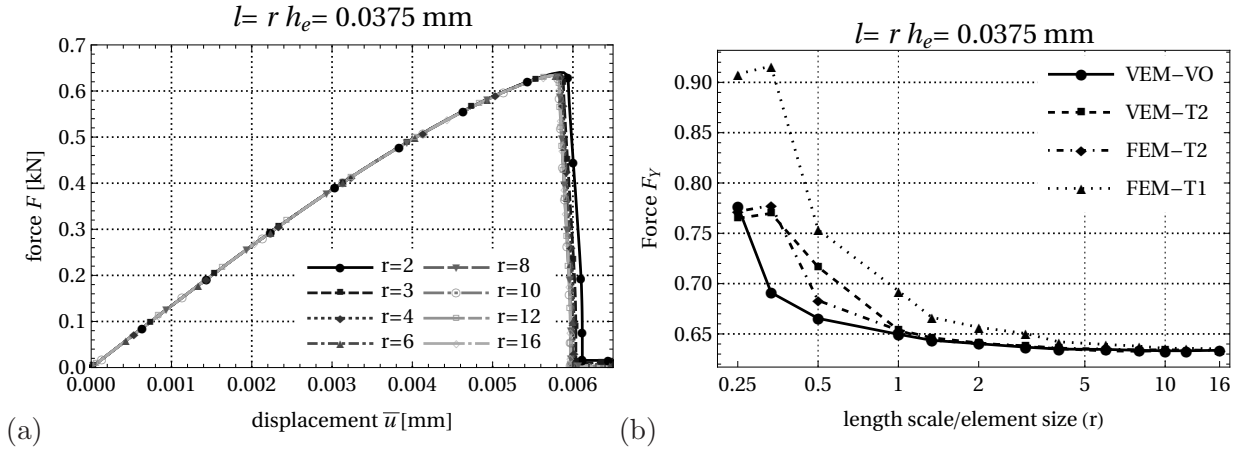 l= r hₑ= 0.0375 mm
0.7
0.6
0.5
0.4
0.3
0.2
0.1
0.0
force F [kN]
r=2
r=3
r=4
r=6
r=8
r=10
r=12
r=16
0.000 0.001 0.002 0.003 0.004 0.005 0.006
displacement u̅ [mm]
(a)
l= r hₑ= 0.0375 mm
0.90
0.85
0.80
0.75
0.70
0.65
Force F_Y
VEM–VO
VEM–T2
FEM–T2
FEM–T1
0.25 0.5 1 2 5 10 16
length scale/element size (r)
(b)